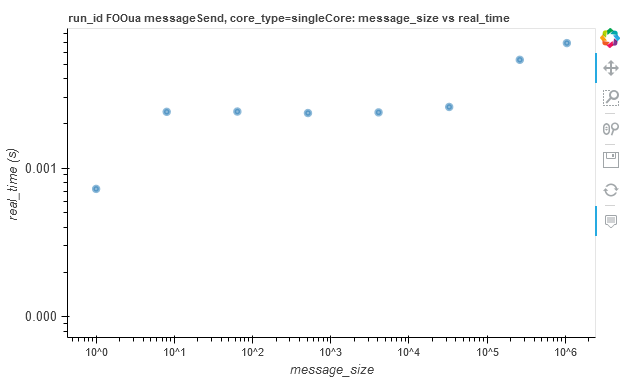 run_id FOOua messageSend, core_type=singleCore: message_size vs real_time
real_time (s)
0.001
0.000
10^0 10^1 10^2 10^3 10^4 10^5 10^6
message_size